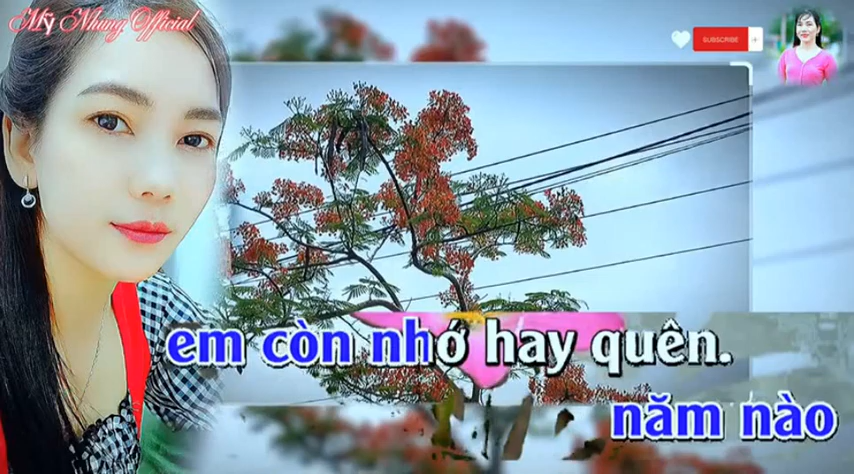 Mỹ Nhung Official
SUBSCRIBE +
em còn nhớ hay quên.
năm nào